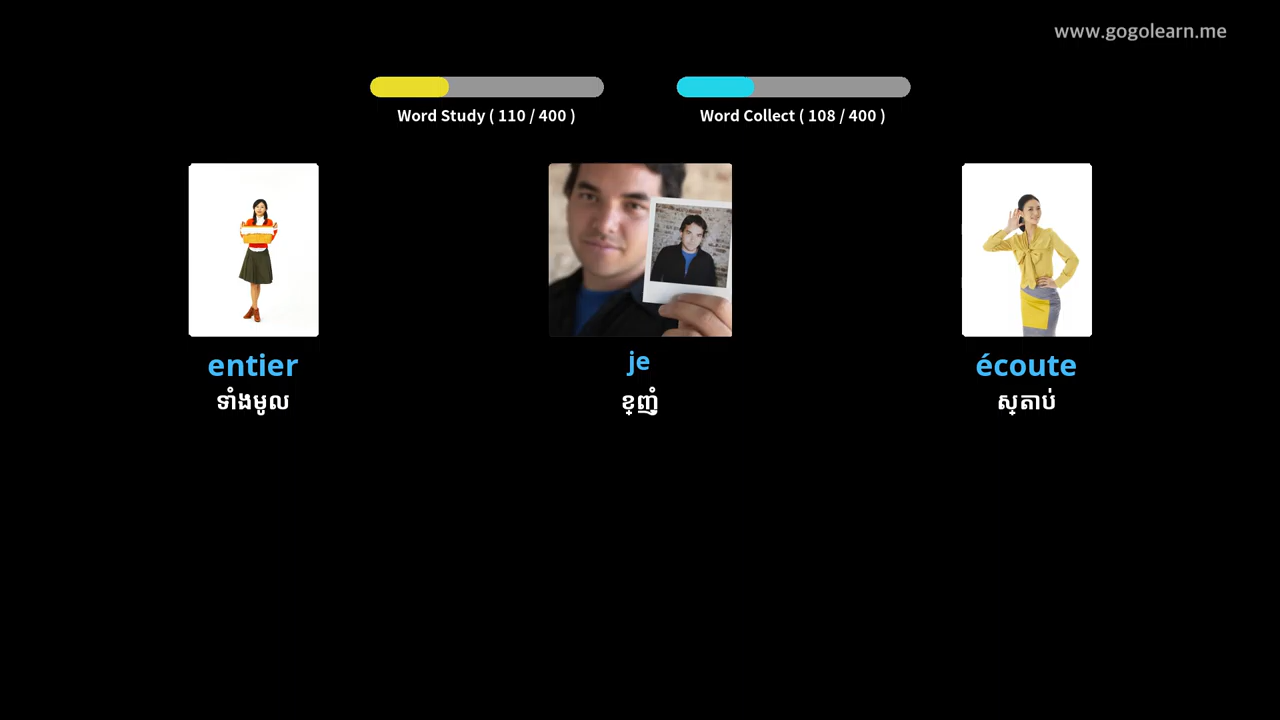 www.gogolearn.me
Word Study ( 110 / 400 )
Word Collect ( 108 / 400 )
entier
je
écoute
ទាំងមូល
ខ្ញុំ
ស្តាប់